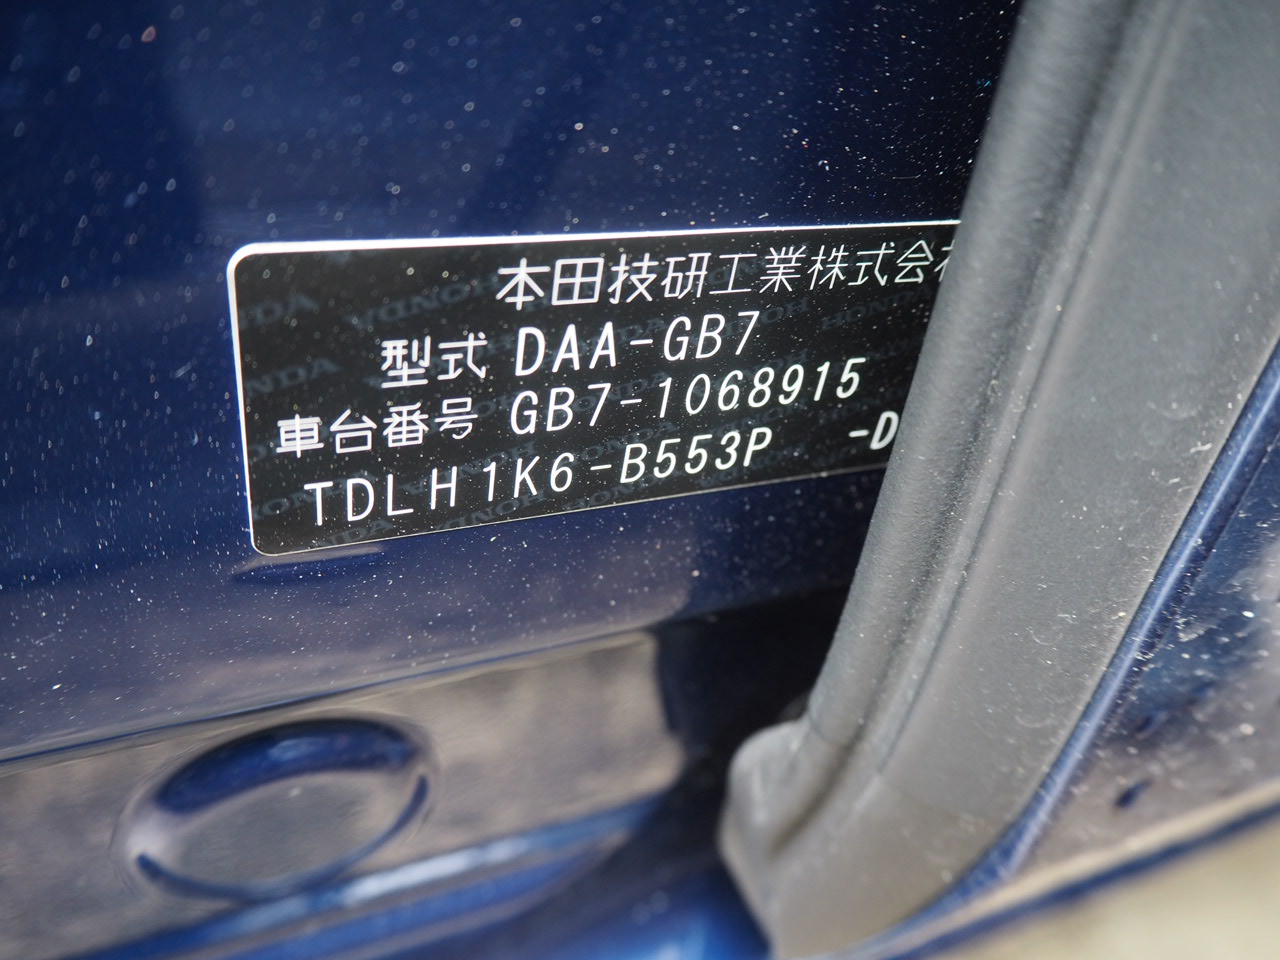 本田技研工業株式会
型式 DAA-GB7
車台番号 GB7-1068915
TDLH1K6-B553P -D